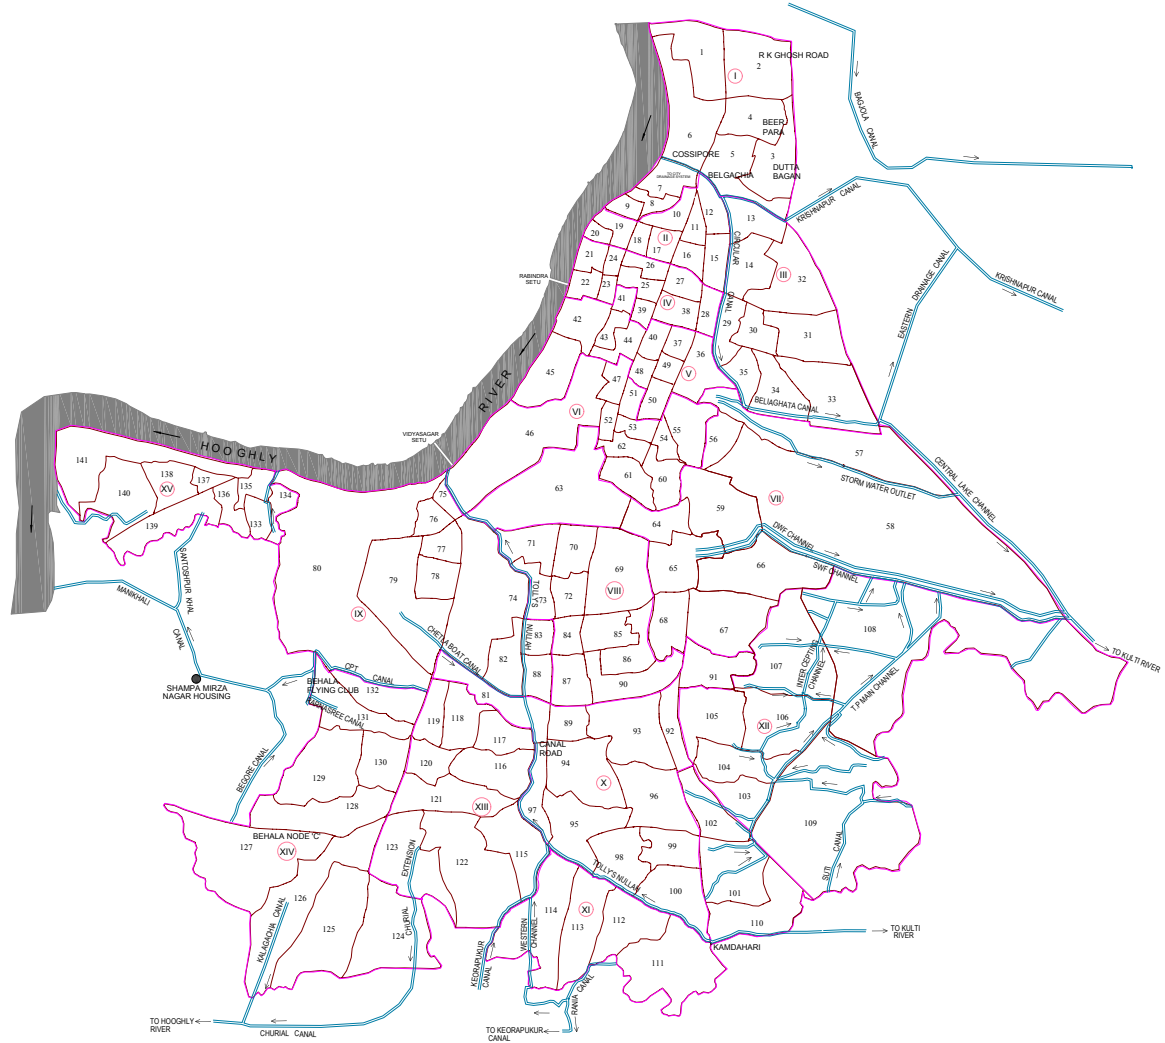 1
R K GHOSH ROAD
2
I
BAGJOLA CANAL
4
BEER
PARA
6
COSSIPORE
5
3
DUTTA
BAGAN
TO CITY
DRAINAGE SYSTEM
BELGACHIA
7
8
9
10
12
13
KRISHNAPUR CANAL
20
19
18
II
17
11
CIRCULAR
CANAL
21
24
26
16
15
14
III
32
EASTERN DRAINAGE CANAL
KRISHNAPUR CANAL
RABINDRA
SETU
22
23
25
27
41
39
IV
38
28
29
30
31
42
43
44
40
37
36
49
V
35
34
33
45
47
48
51
50
BELIAGHATA CANAL
RIVER
VI
46
52
53
54
55
56
57
VIDYASAGAR
SETU
HOOGHLY
62
61
60
STORM WATER OUTLET
CENTRAL LAKE CHANNEL
141
138
137
135
134
140
XV
136
133
139
75
63
59
VII
58
76
64
DWF CHANNEL
SWF CHANNEL
77
71
70
69
65
66
80
79
78
74
TOLLY'S
NULLAH
73
72
VIII
68
67
108
SANTOSHPUR KHAL
MANIKHALI
CANAL
IX
CHETLA BOAT CANAL
83
84
85
82
86
88
87
90
91
107
INTER CEPTING
CHANNEL
T.P MAIN CHANNEL
TO KULTI RIVER
SHAMPA MIRZA
NAGAR HOUSING
BEHALA
FLYING CLUB
CPT CANAL
132
81
131
119
118
89
93
92
105
XII
106
117
CANAL
ROAD
94
BEGORE CANAL
129
130
120
116
104
X
128
121
XIII
97
96
103
95
102
109
127
BEHALA NODE 'C'
XIV
123
EXTENSION
122
115
98
99
SUTI CANAL
TOLLY'S NULLAH
126
KALAGACHA CANAL
125
124
CHURIAL
114
XI
113
112
100
101
110
TO KULTI
RIVER
KAMDAHARI
WESTERN
CHANNEL
KEORAPUKUR
CANAL
111
RANIA CANAL
TO HOOGHLY
RIVER
CHURIAL CANAL
TO KEORAPUKUR
CANAL